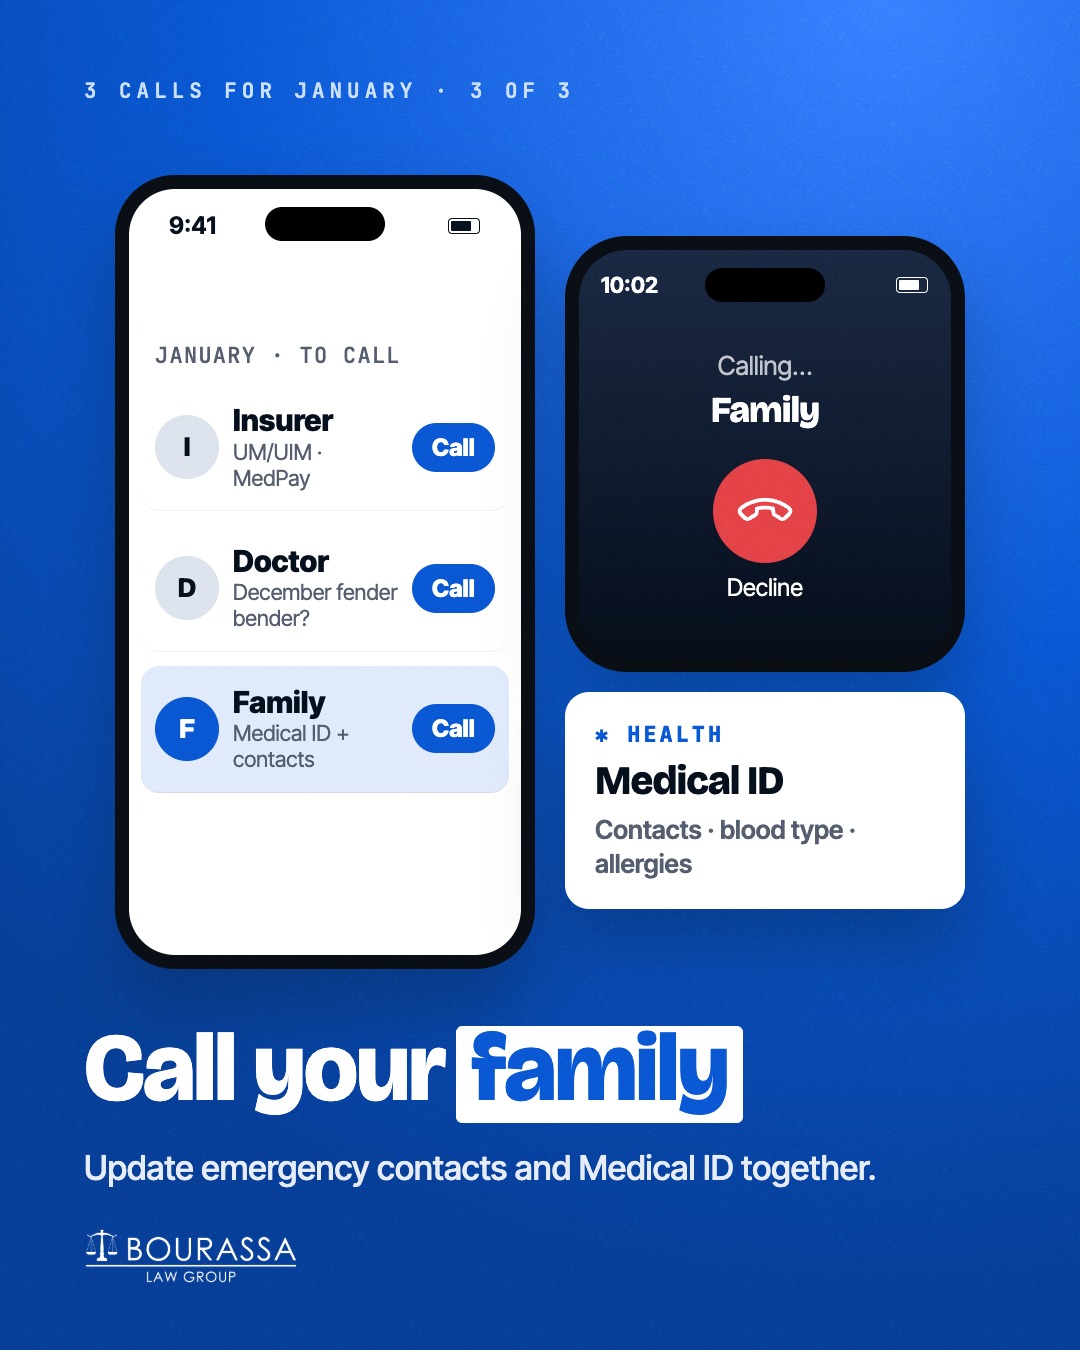 3 CALLS FOR JANUARY · 3 OF 3
9:41
JANUARY · TO CALL
I
Insurer
UM/UIM ·
MedPay
Call
D
Doctor
December fender
bender?
Call
F
Family
Medical ID +
contacts
Call
10:02
Calling...
Family
Decline
* HEALTH
Medical ID
Contacts · blood type ·
allergies
Call your family
Update emergency contacts and Medical ID together.
BOURASSA
LAW GROUP